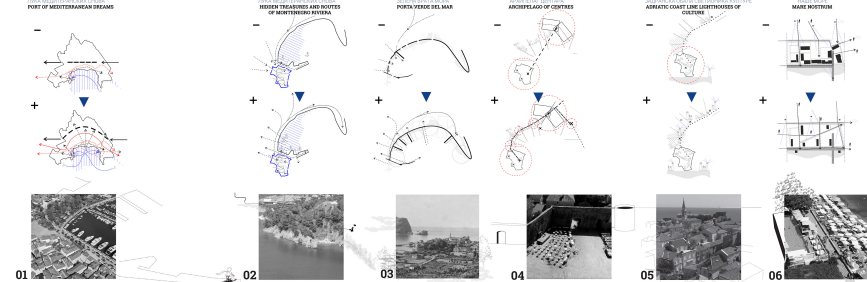 PORT OF MEDITERRANEAN DREAMS
HIDDEN TREASURES AND ROUTES
OF MONTENEGRO RIVIERA
PORTA VERDE DEL MAR
ARCHIPELAGO OF CENTRES
ADRIATIC COAST LINE LIGHTHOUSES OF
CULTURE
MARE NOSTRUM
01
02
03
04
05
06